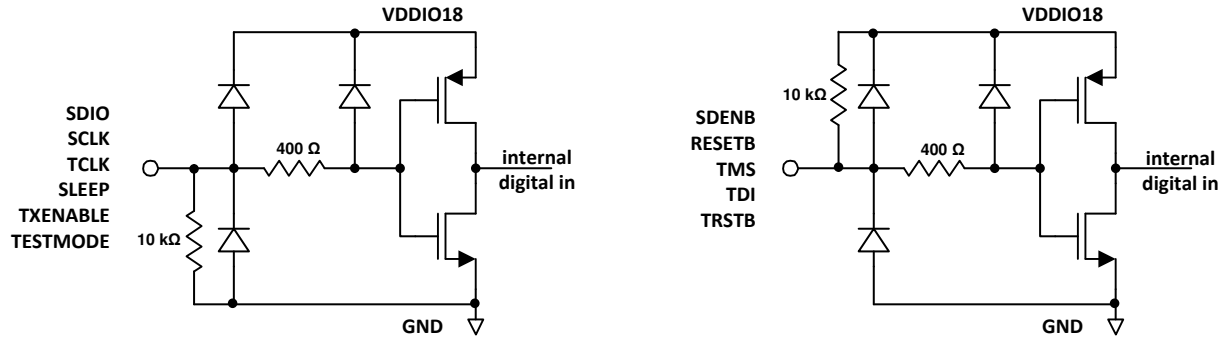 VDDIO18
SDIO
SCLK
TCLK
SLEEP
TXENABLE
TESTMODE
400 Ω
10 kΩ
internal
digital in
GND
VDDIO18
10 kΩ
SDENB
RESETB
TMS
TDI
TRSTB
400 Ω
internal
digital in
GND